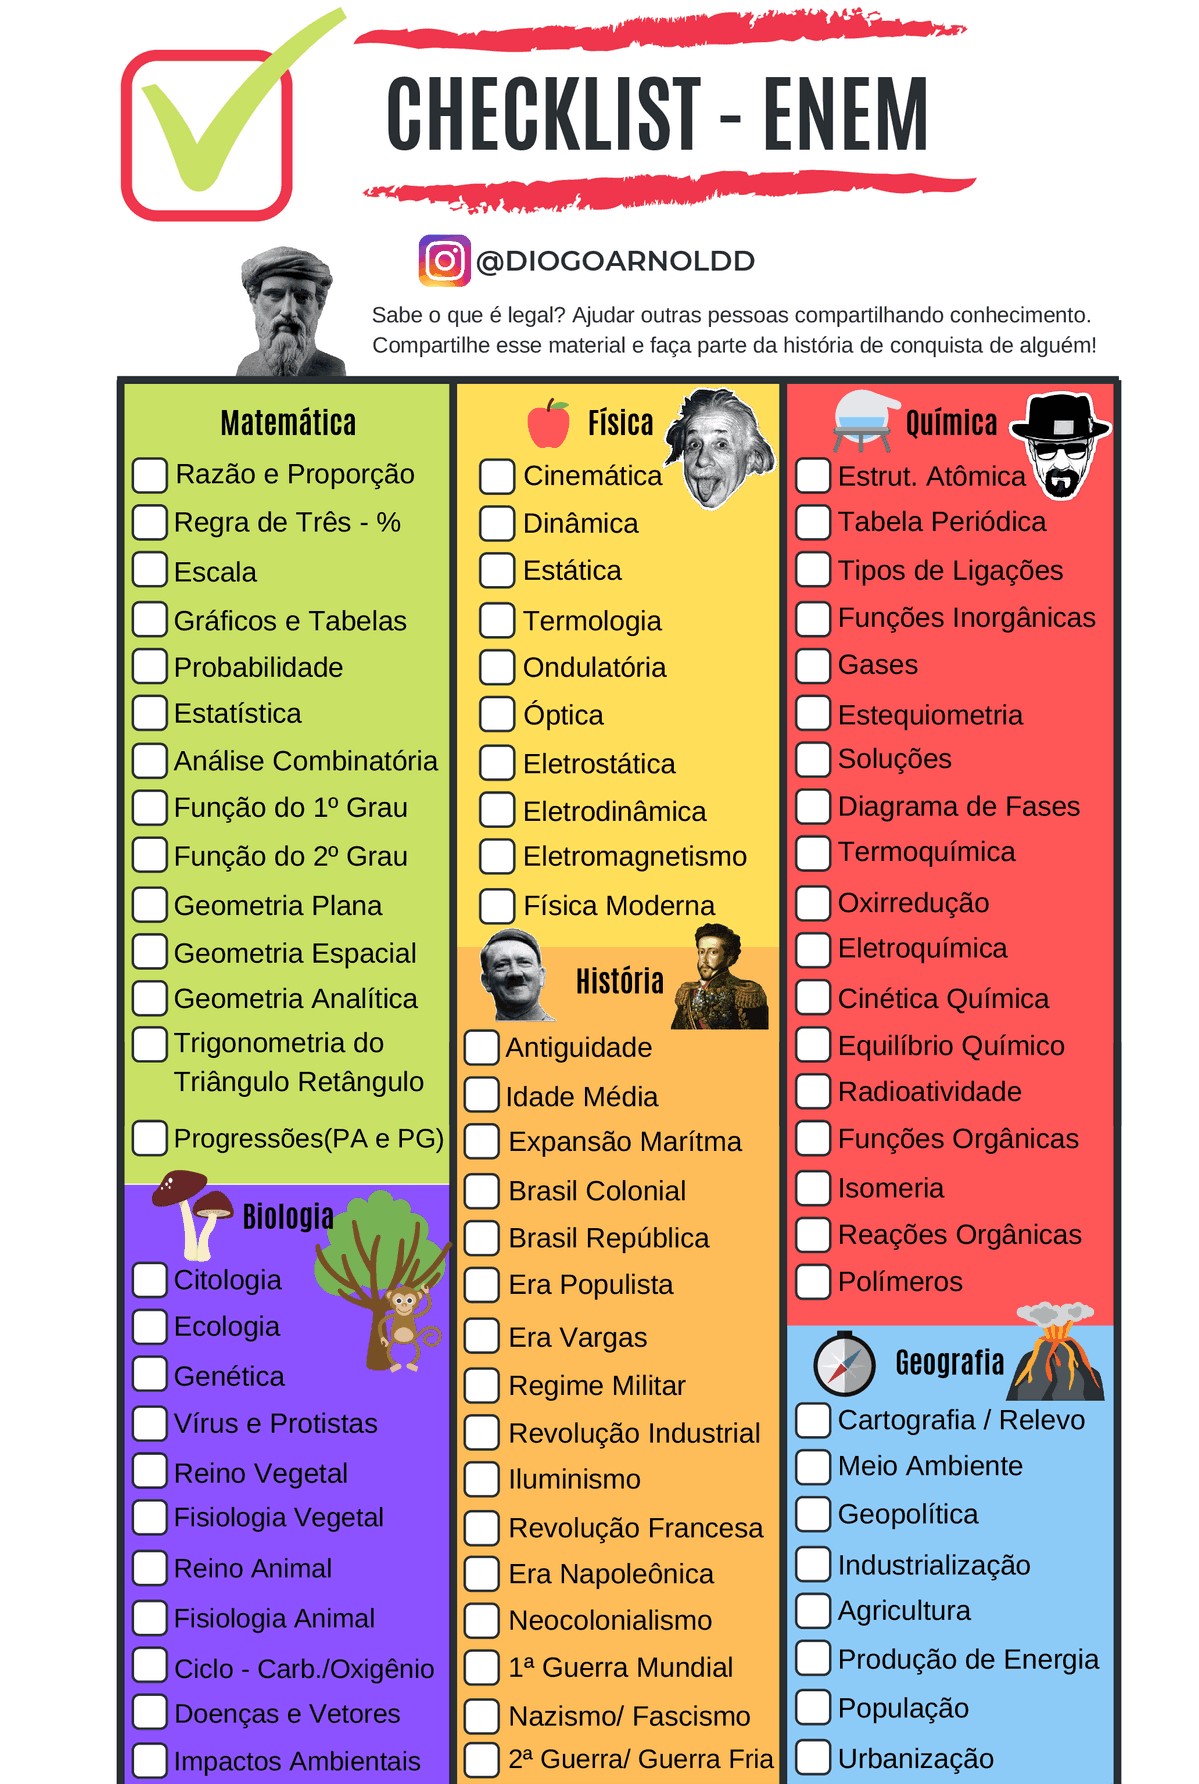 CHECKLIST - ENEM
@DIOGOARNOLDD
Sabe o que é legal? Ajudar outras pessoas compartilhando conhecimento.
Compartilhe esse material e faça parte da história de conquista de alguém!
Matemática
Razão e Proporção
Regra de Três - %
Escala
Gráficos e Tabelas
Probabilidade
Estatística
Análise Combinatória
Função do 1º Grau
Função do 2º Grau
Geometria Plana
Geometria Espacial
Geometria Analítica
Trigonometria do
Triângulo Retângulo
Progressões(PA e PG)
Biologia
Citologia
Ecologia
Genética
Vírus e Protistas
Reino Vegetal
Fisiologia Vegetal
Reino Animal
Fisiologia Animal
Ciclo - Carb./Oxigênio
Doenças e Vetores
Impactos Ambientais
Física
Cinemática
Dinâmica
Estática
Termologia
Ondulatória
Óptica
Eletrostática
Eletrodinâmica
Eletromagnetismo
Física Moderna
História
Antiguidade
Idade Média
Expansão Marítma
Brasil Colonial
Brasil República
Era Populista
Era Vargas
Regime Militar
Revolução Industrial
Iluminismo
Revolução Francesa
Era Napoleônica
Neocolonialismo
1ª Guerra Mundial
Nazismo/ Fascismo
2ª Guerra/ Guerra Fria
Química
Estrut. Atômica
Tabela Periódica
Tipos de Ligações
Funções Inorgânicas
Gases
Estequiometria
Soluções
Diagrama de Fases
Termoquímica
Oxirredução
Eletroquímica
Cinética Química
Equilíbrio Químico
Radioatividade
Funções Orgânicas
Isomeria
Reações Orgânicas
Polímeros
Geografia
Cartografia / Relevo
Meio Ambiente
Geopolítica
Industrialização
Agricultura
Produção de Energia
População
Urbanização